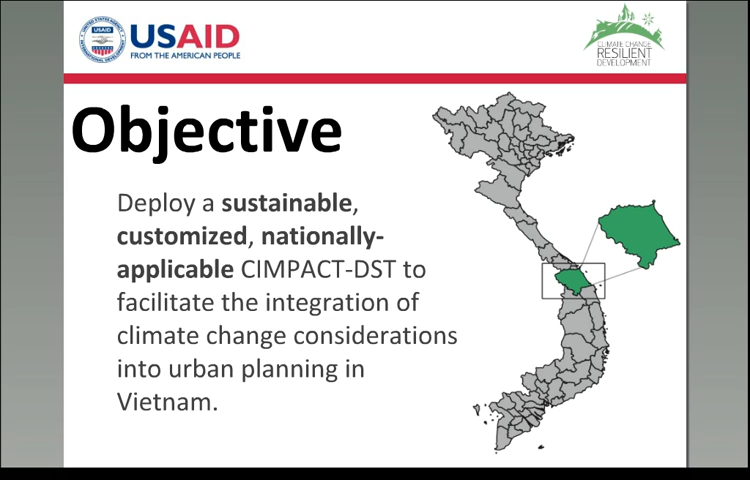 USAID
USAID
FROM THE AMERICAN PEOPLE
CLIMATE CHANGE
RESILIENT
DEVELOPMENT
Objective
Deploy a sustainable,
customized, nationally-
applicable CIMPACT-DST to
facilitate the integration of
climate change considerations
into urban planning in
Vietnam.